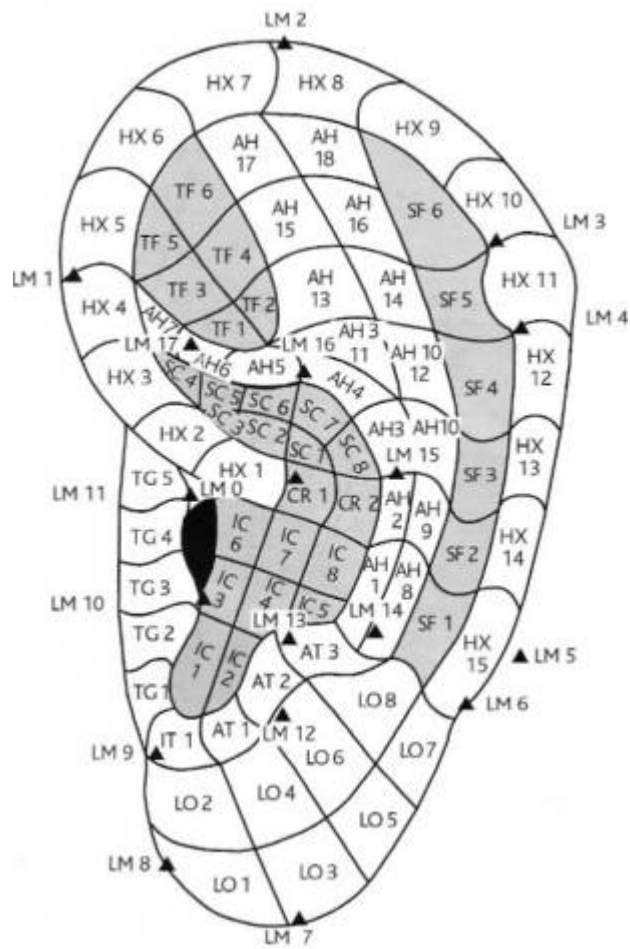 LM 2
HX 7
HX 8
HX 6
AH
17
AH
18
HX 9
TF 6
HX 5
AH
15
AH
16
SF 6
HX 10
LM 3
TF 5
TF 4
LM 1
TF 3
TF 2
AH
13
AH
14
SF 5
HX 11
HX 4
AH7
TF 1
LM 17
LM 16
AH 3
11
AH 10
12
LM 4
AH6
AH5
HX
12
HX 3
SC 4
SC 5
SC 6
AH4
SF 4
SC 3
SC 2
SC 7
HX 2
SC 1
SC 8
AH3
AH10
HX
13
HX 1
LM 15
TG 5
LM 0
CR 1
CR 2
SF 3
LM 11
AH
2
AH
9
TG 4
IC
6
IC
7
IC
8
HX
14
SF 2
TG 3
IC
3
IC
4
IC 5
AH
1
AH
8
LM 10
TG 2
LM 13
LM 14
SF 1
IC
1
IC
2
AT 3
HX
15
LM 5
TG1
AT 2
LO 8
LM 6
IT 1
AT 1
LM 12
LM 9
LO 6
LO 7
LO 2
LO 4
LO 5
LM 8
LO 1
LO 3
LM 7